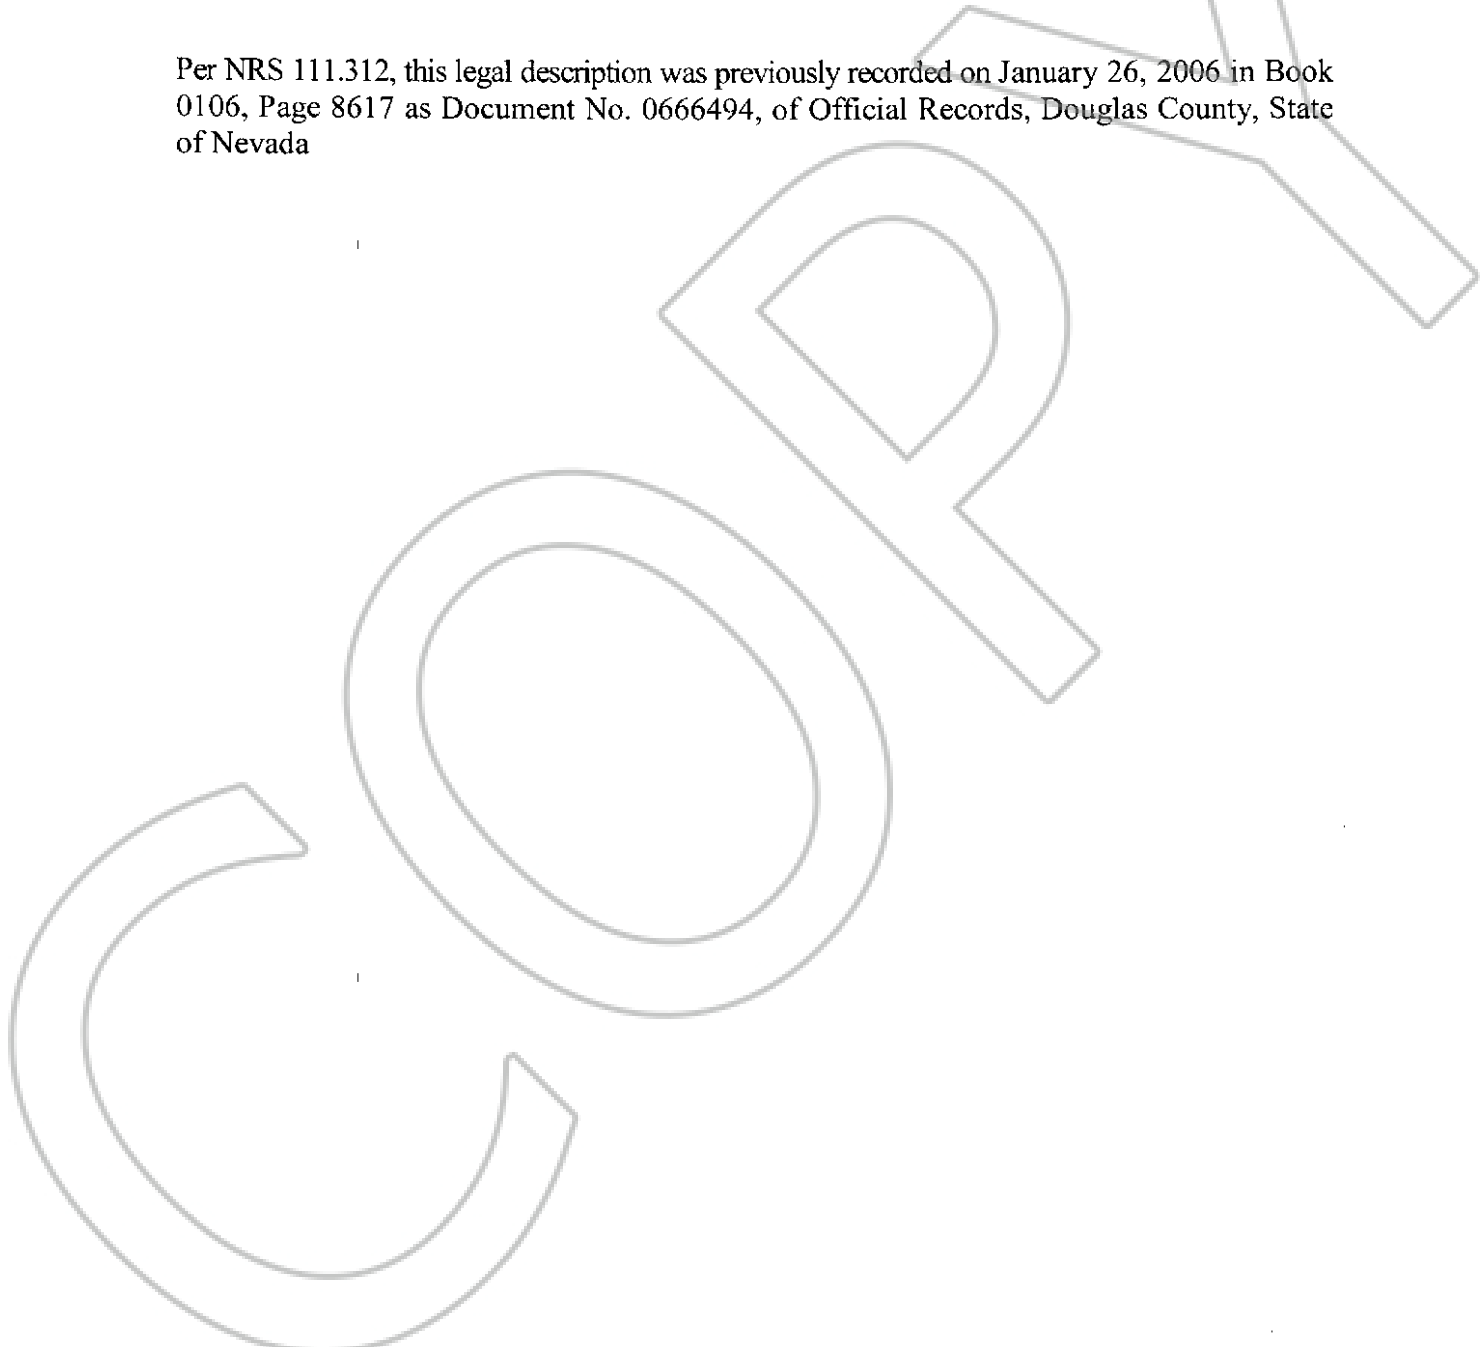 Per NRS 111.312, this legal description was previously recorded on January 26, 2006 in Book
0106, Page 8617 as Document No. 0666494, of Official Records, Douglas County, State
of Nevada
COPY